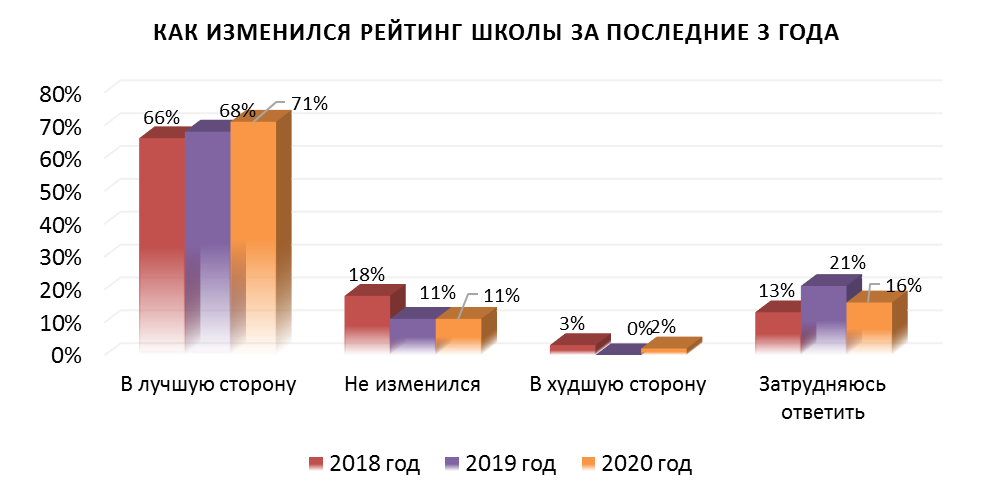 КАК ИЗМЕНИЛСЯ РЕЙТИНГ ШКОЛЫ ЗА ПОСЛЕДНИЕ 3 ГОДА
80%
70%
60%
50%
40%
30%
20%
10%
0%
66%
68%
71%
18%
11%
11%
3%
0%
2%
13%
21%
16%
В лучшую сторону
Не изменился
В худшую сторону
Затрудняюсь
ответить
2018 год
2019 год
2020 год